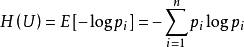 H(U) = E[−log p_i] = −∑_{i=1}^{n} p_i log p_i